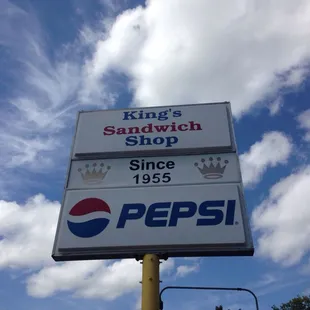 King's
Sandwich
Shop
Since
1955
PEPSI